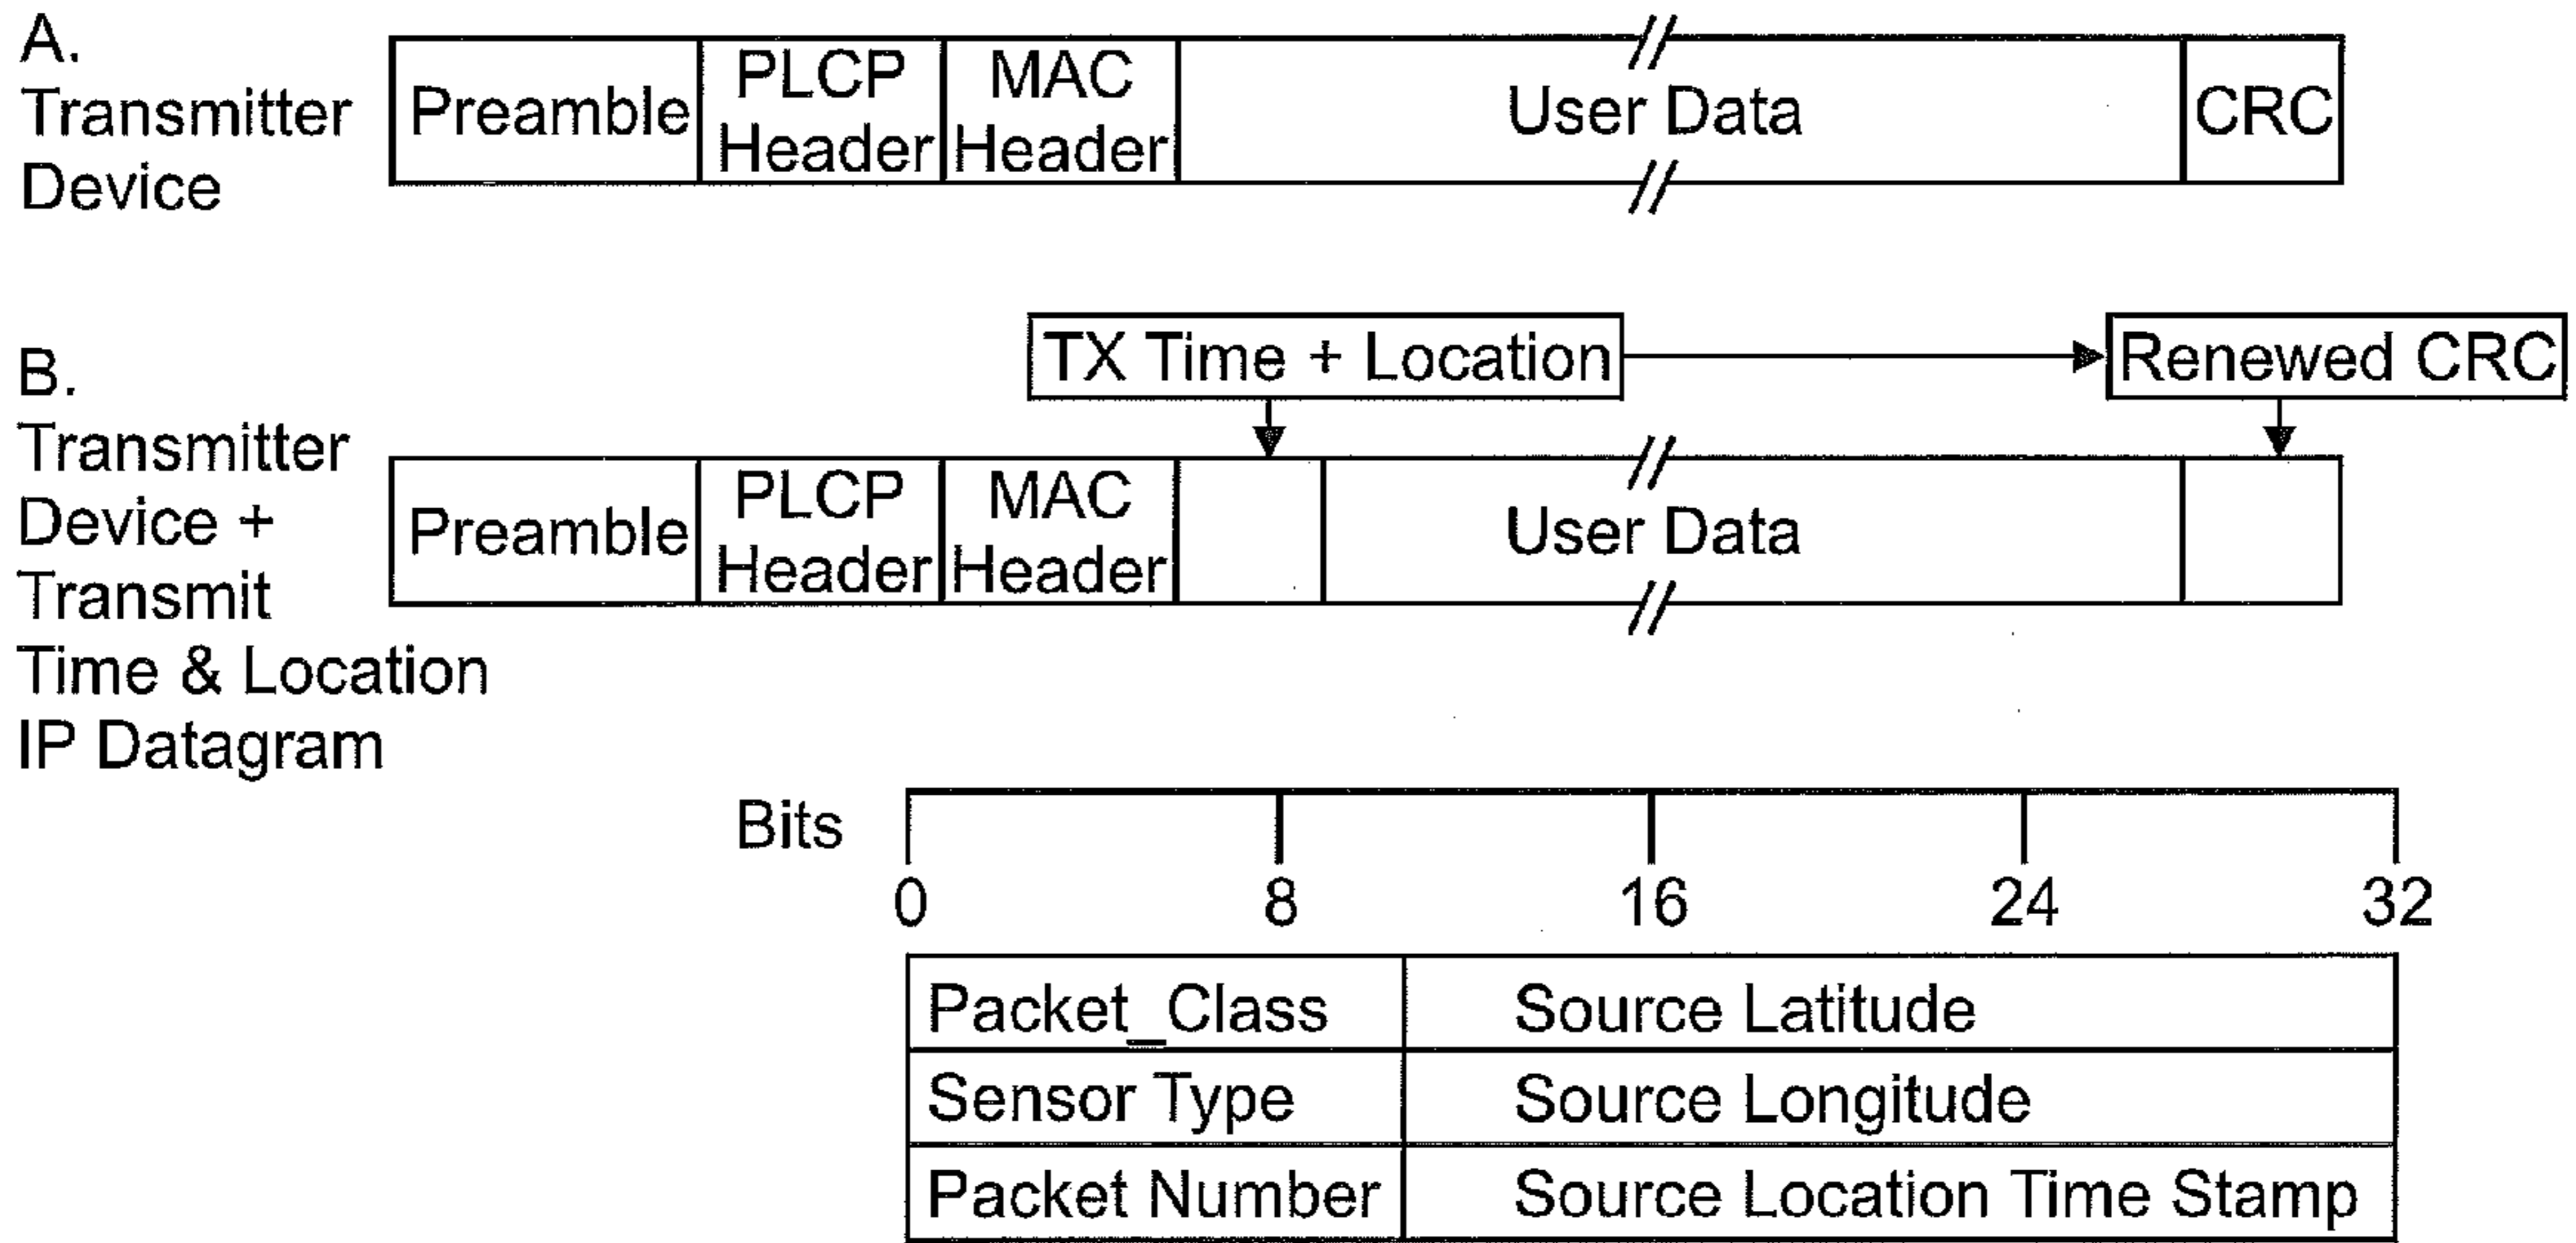 A.
Transmitter
Device
Preamble
PLCP
Header
MAC
Header
User Data
CRC
TX Time + Location
Renewed CRC
B.
Transmitter
Device +
Transmit
Time & Location
IP Datagram
Preamble
PLCP
Header
MAC
Header
User Data
Bits
0 8 16 24 32
Packet_Class Source Latitude
Sensor Type Source Longitude
Packet Number Source Location Time Stamp